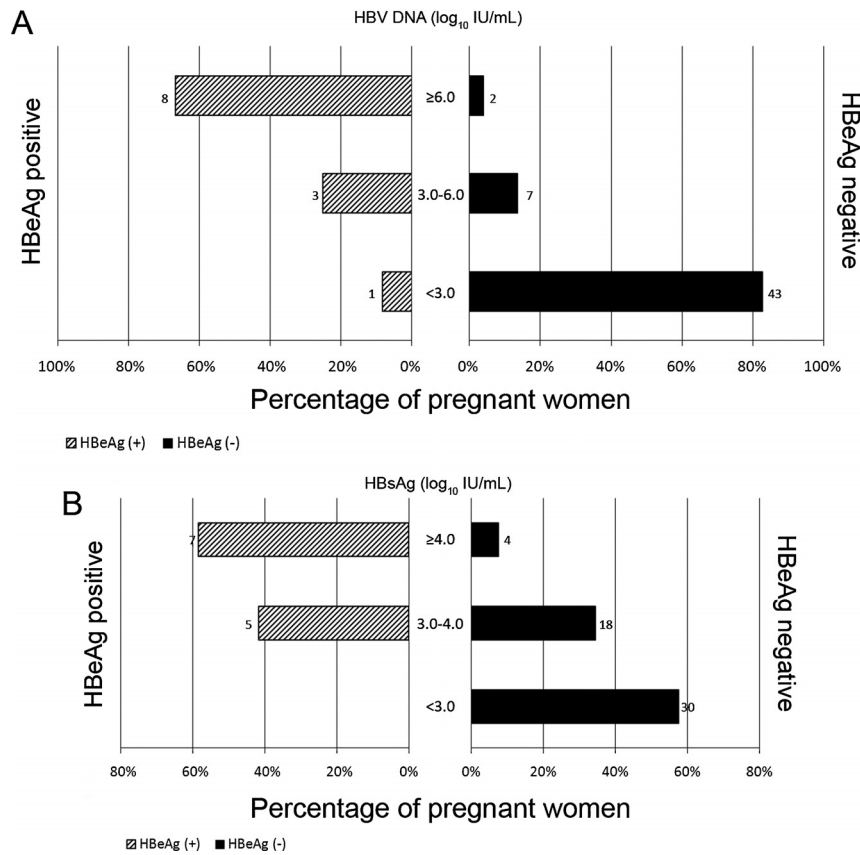 A
HBV DNA (log10 IU/mL)
HBeAg positive
HBeAg negative
8 ≥6.0 2
3 3.0-6.0 7
1 <3.0 43
100% 80% 60% 40% 20% 0% 0% 20% 40% 60% 80% 100%
Percentage of pregnant women
HBeAg (+) HBeAg (-)
B
HBsAg (log10 IU/mL)
HBeAg positive
HBeAg negative
7 ≥4.0 4
5 3.0-4.0 18
<3.0 30
80% 60% 40% 20% 0% 0% 20% 40% 60% 80%
Percentage of pregnant women
HBeAg (+) HBeAg (-)